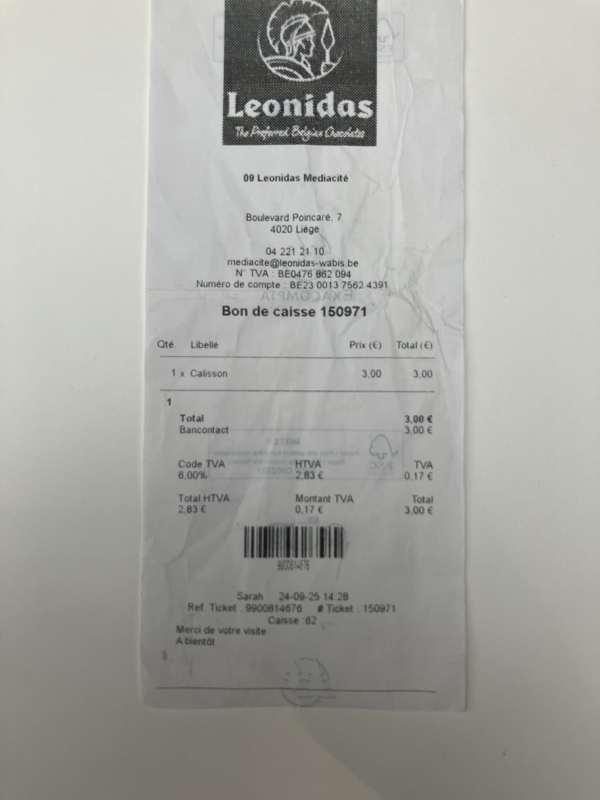 Leonidas
The Preferred Belgian Chocolates
09 Leonidas Mediacité
Boulevard Poincaré, 7
4020 Liège
04 221 21 10
mediacite@leonidas-wabis.be
N° TVA : BE0476 862 094
Numéro de compte : BE23 0013 7562 4391
EXACOMPTA
Bon de caisse 150971
Qté. Libellé Prix (€) Total (€)
1 x Calisson 3,00 3,00
1
Total 3,00 €
Bancontact 3,00 €
Code TVA HTVA TVA
6,00% 2,83 € 0,17 €
Total HTVA Montant TVA Total
2,83 € 0,17 € 3,00 €
9900814676
Sarah 24-09-25 14:28
Ref. Ticket : 9900814676 # Ticket : 150971
Caisse :62
Merci de votre visite
A bientôt